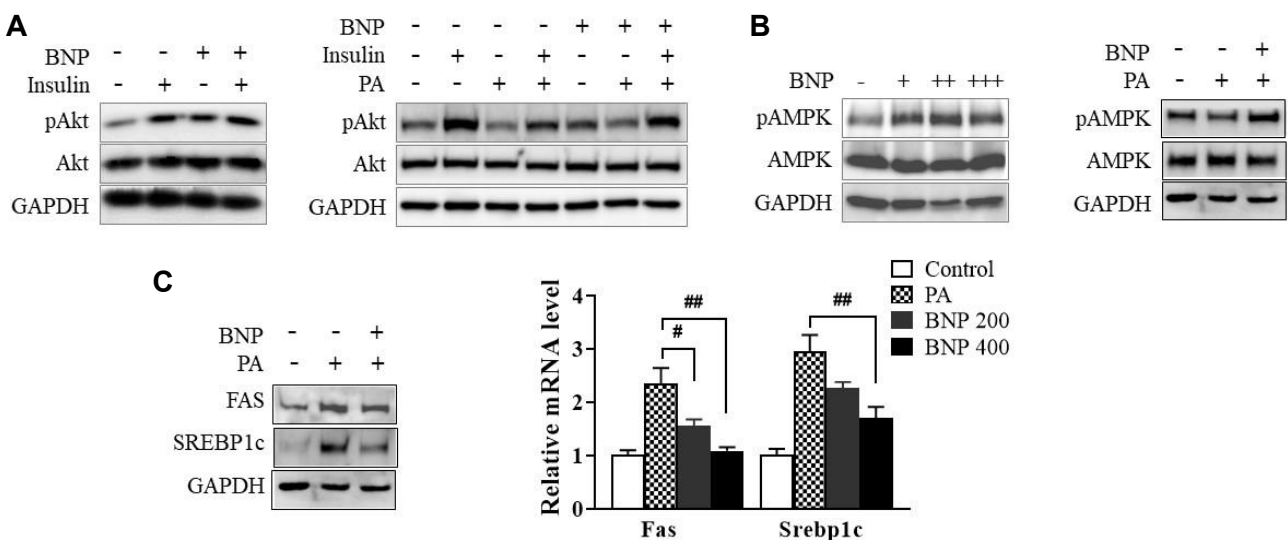 A
BNP - - + +
Insulin - + - +
pAkt
Akt
GAPDH
BNP + + +
Insulin - + - + - - +
PA - - + + - + +
pAkt
Akt
GAPDH
B
BNP - + ++ +++
pAMPK
AMPK
GAPDH
BNP - - +
PA - + +
pAMPK
AMPK
GAPDH
C
BNP - - +
PA - + +
FAS
SREBP1c
GAPDH
Relative mRNA level
4
3
2
1
0
## 
#
##
Fas Srebp1c
Control
PA
BNP 200
BNP 400